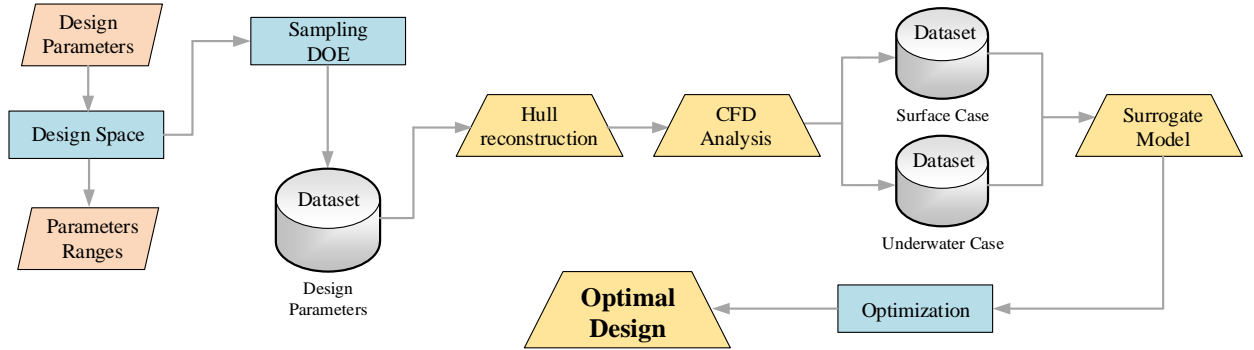 Design
Parameters
Design Space
Parameters
Ranges
Sampling
DOE
Dataset
Design
Parameters
Hull
reconstruction
CFD
Analysis
Dataset
Surface Case
Dataset
Underwater Case
Surrogate
Model
Optimization
Optimal
Design